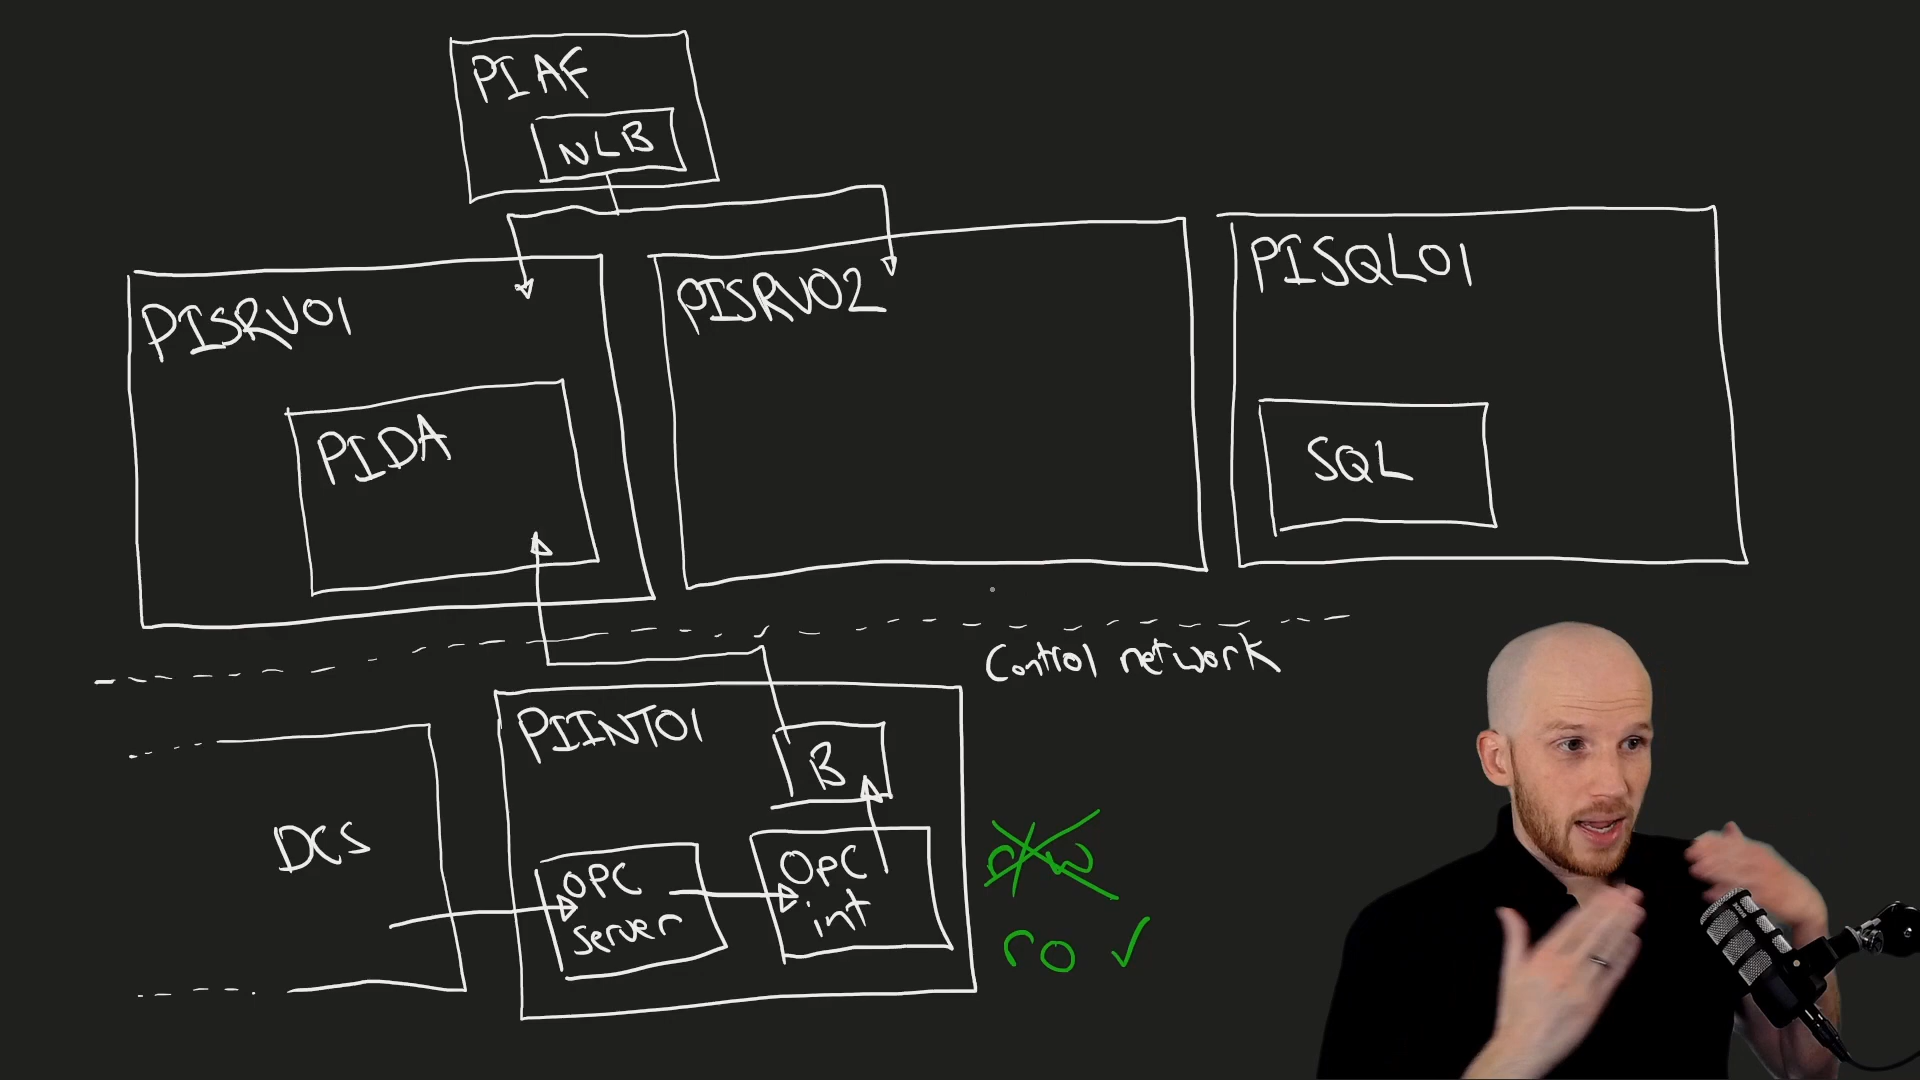 PI AF
NLB
PISRV01
PISRV02
PISQL01
PIDA
SQL
Control network
PIINT01
B
DCS
OPC
server
OPC
int
r/w
ro ✓